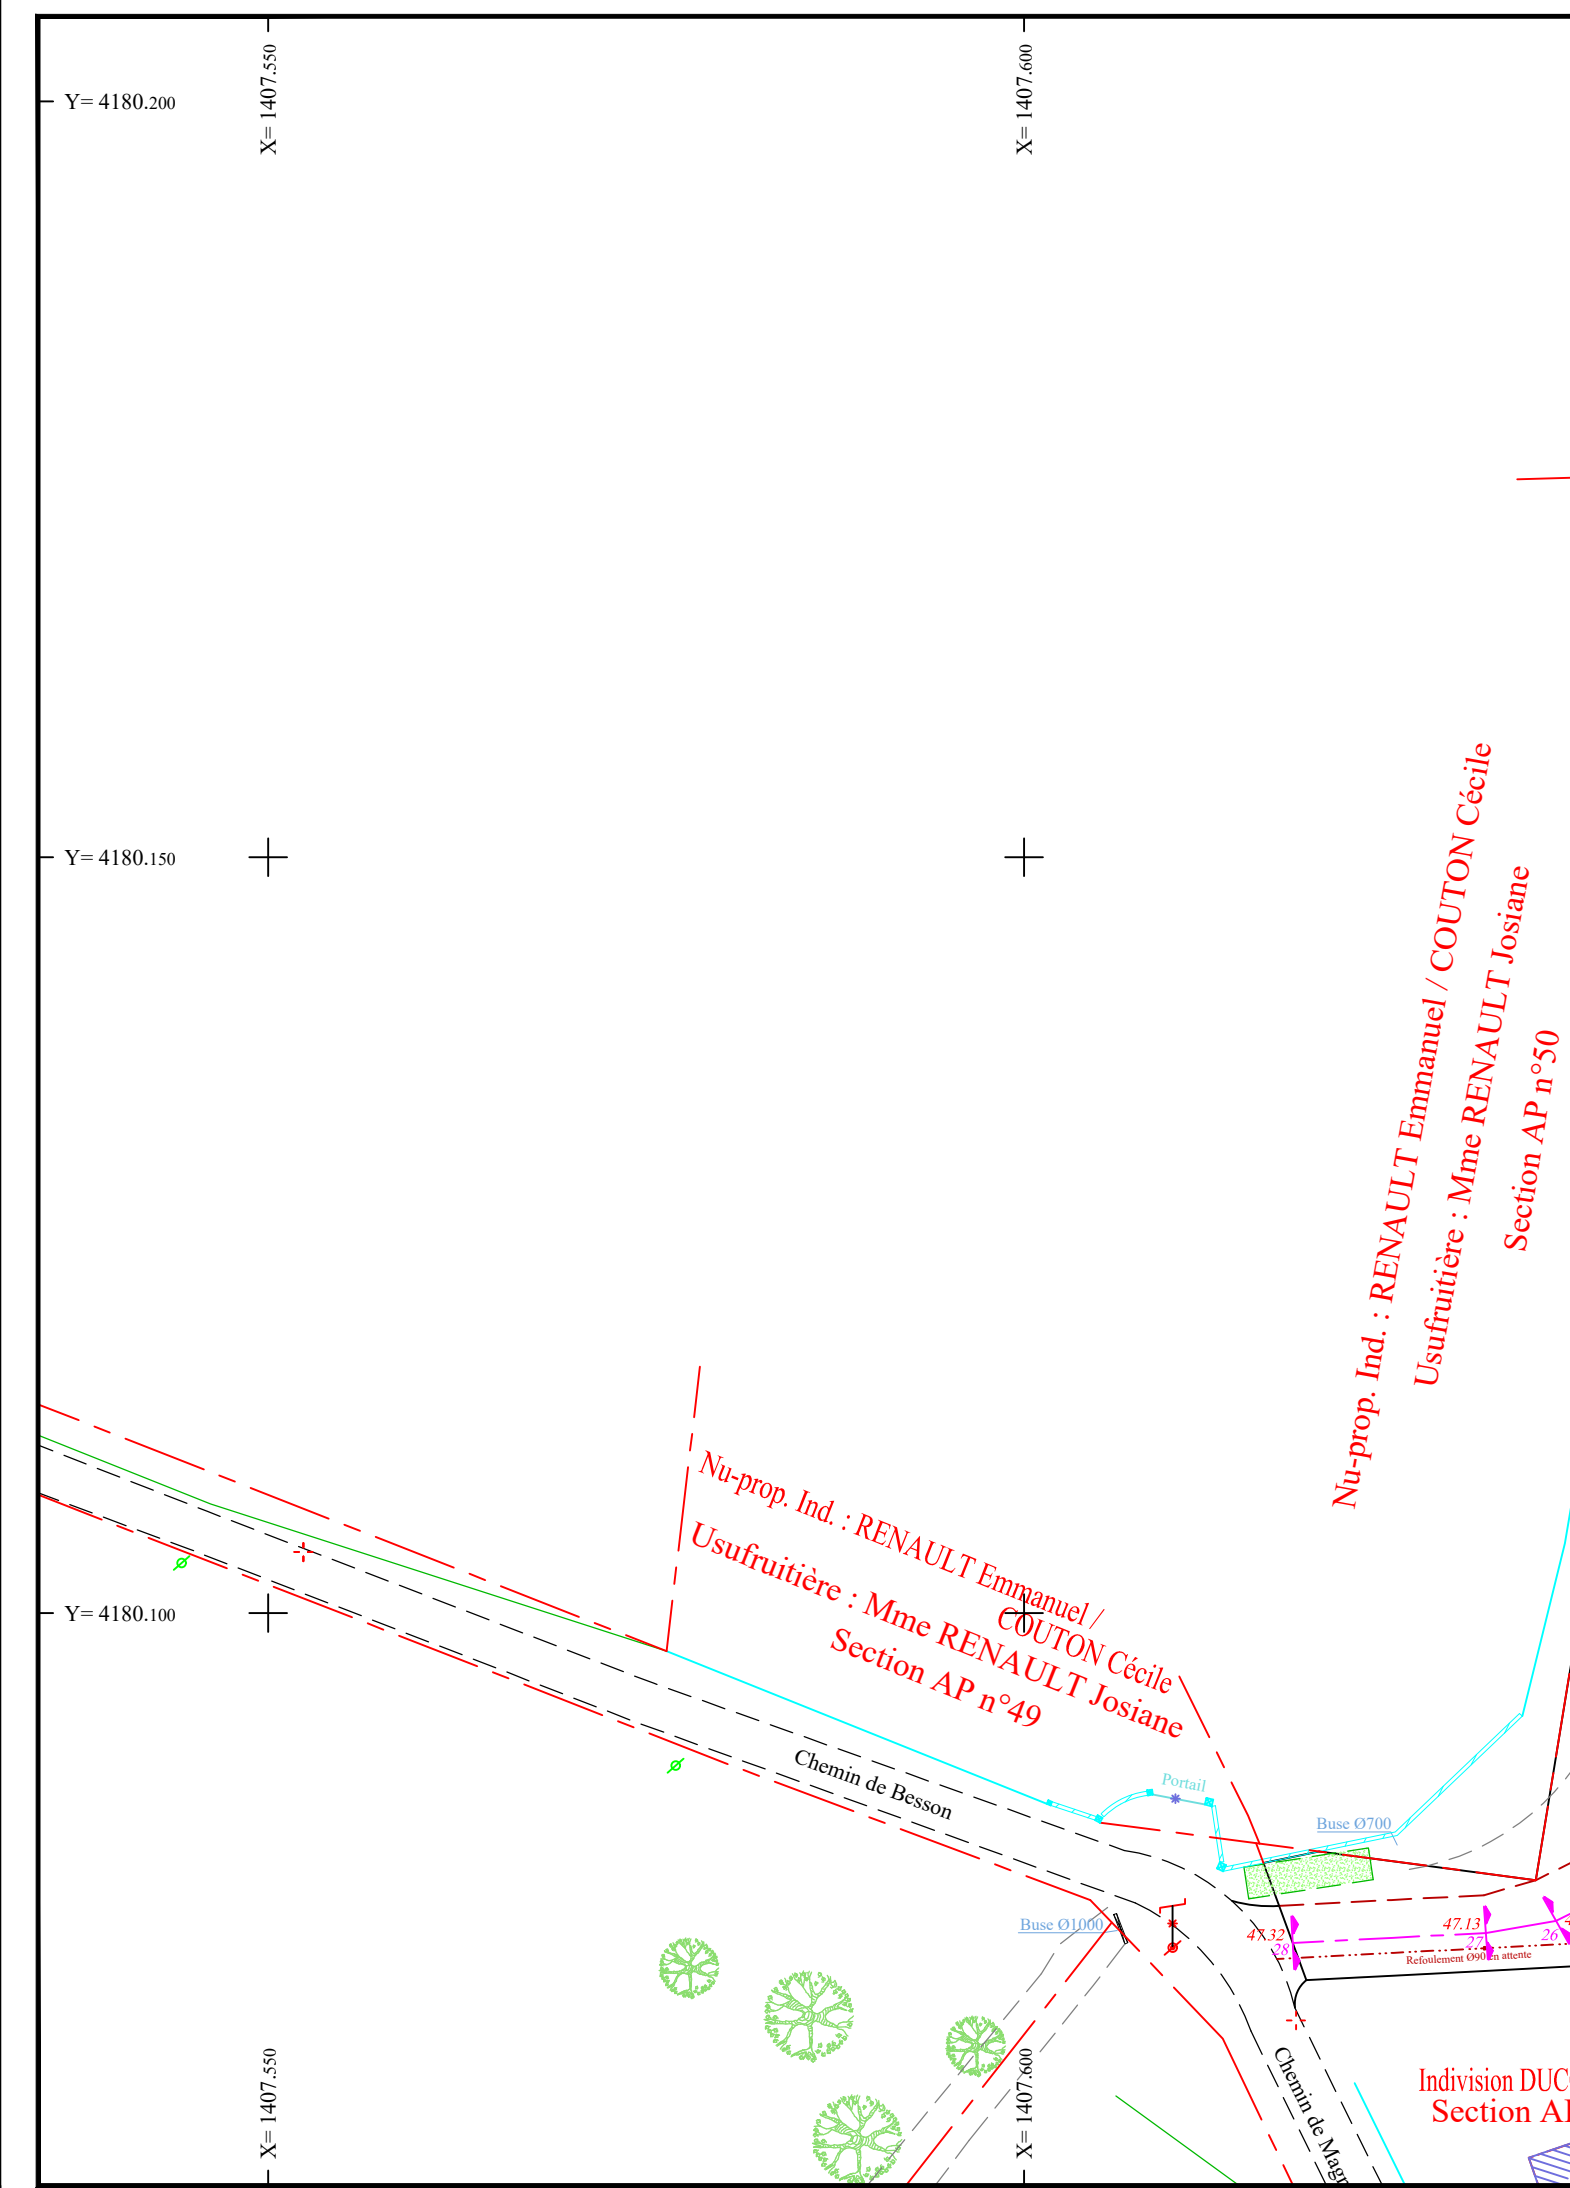 X= 1407.550
X= 1407.600
Y= 4180.200
Y= 4180.150
Nu-prop. Ind. : RENAULT Emmanuel / COUTON Cécile
Usufruitière : Mme RENAULT Josiane
Section AP n°50
Y= 4180.100
Nu-prop. Ind. : RENAULT Emmanuel /
COUTON Cécile
Usufruitière : Mme RENAULT Josiane
Section AP n°49
Chemin de Besson
Portail
Buse Ø700
Buse Ø1000
47.32
28
47.13
27
26
Refoulement Ø90 en attente
Chemin de Magn
Indivision DUC
Section A
X= 1407.550
X= 1407.600